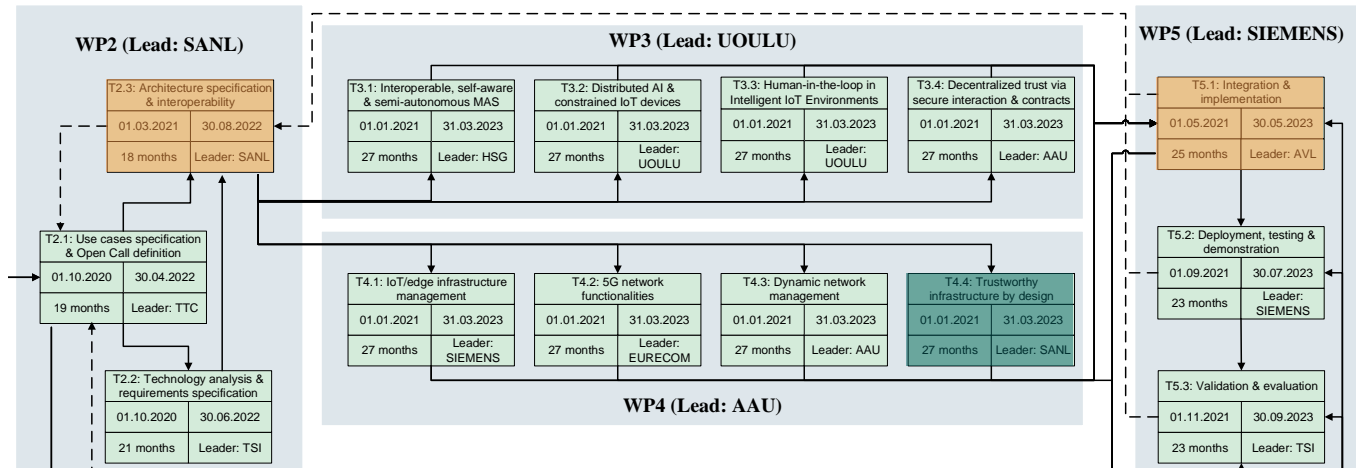 WP2 (Lead: SANL)
T2.3: Architecture specification
& interoperability
01.03.2021 30.08.2022
18 months Leader: SANL
T2.1: Use cases specification
& Open Call definition
01.10.2020 30.04.2022
19 months Leader: TTC
T2.2: Technology analysis &
requirements specification
01.10.2020 30.06.2022
21 months Leader: TSI
WP3 (Lead: UOULU)
T3.1: Interoperable, self-aware
& semi-autonomous MAS
01.01.2021 31.03.2023
27 months Leader: HSG
T3.2: Distributed AI &
constrained IoT devices
01.01.2021 31.03.2023
27 months Leader:
UOULU
T3.3: Human-in-the-loop in
Intelligent IoT Environments
01.01.2021 31.03.2023
27 months Leader:
UOULU
T3.4: Decentralized trust via
secure interaction & contracts
01.01.2021 31.03.2023
27 months Leader: AAU
T4.1: IoT/edge infrastructure
management
01.01.2021 31.03.2023
27 months Leader:
SIEMENS
T4.2: 5G network
functionalities
01.01.2021 31.03.2023
27 months Leader:
EURECOM
T4.3: Dynamic network
management
01.01.2021 31.03.2023
27 months Leader: AAU
T4.4: Trustworthy
infrastructure by design
01.01.2021 31.03.2023
27 months Leader: SANL
WP4 (Lead: AAU)
WP5 (Lead: SIEMENS)
T5.1: Integration &
implementation
01.05.2021 30.05.2023
25 months Leader: AVL
T5.2: Deployment, testing &
demonstration
01.09.2021 30.07.2023
23 months Leader:
SIEMENS
T5.3: Validation & evaluation
01.11.2021 30.09.2023
23 months Leader: TSI